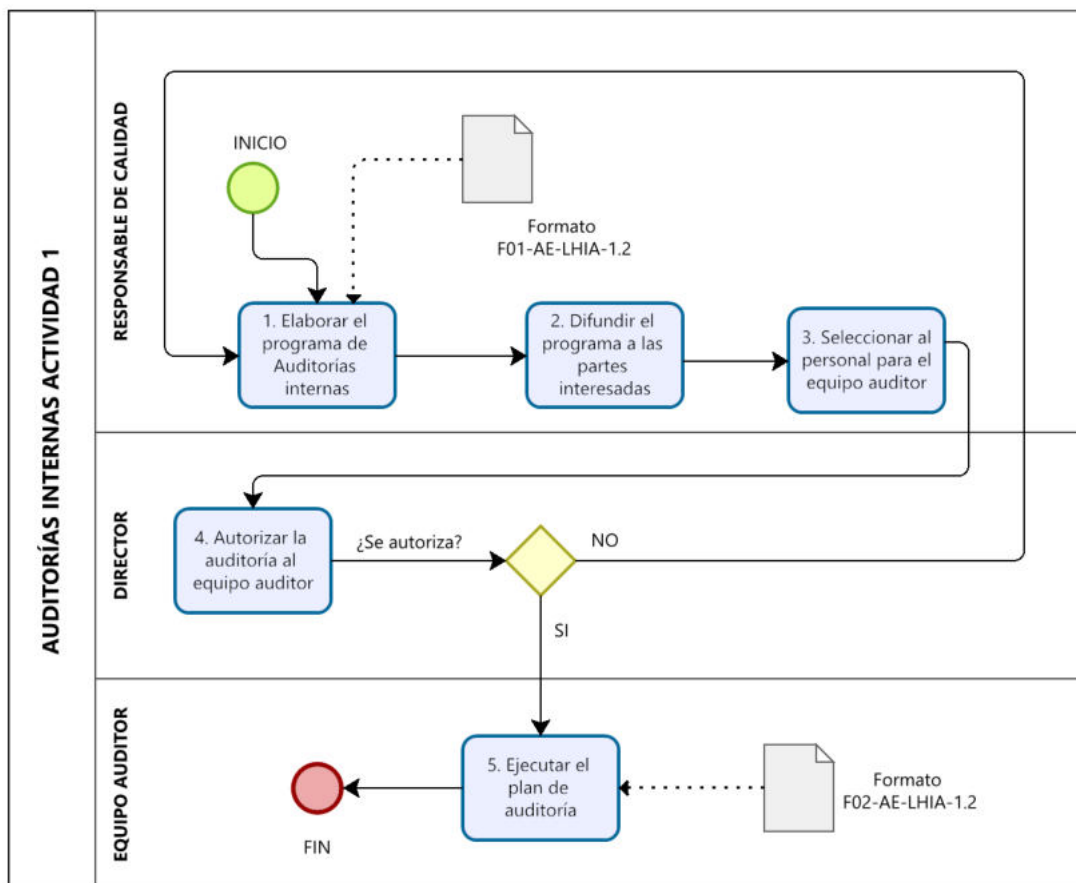 AUDITORÍAS INTERNAS ACTIVIDAD 1
RESPONSABLE DE CALIDAD
INICIO
Formato
F01-AE-LHIA-1.2
1. Elaborar el
programa de
Auditorías
internas
2. Difundir el
programa a las
partes
interesadas
3. Seleccionar al
personal para el
equipo auditor
DIRECTOR
4. Autorizar la
auditoría al
equipo auditor
¿Se autoriza?
NO
SI
EQUIPO AUDITOR
5. Ejecutar el
plan de
auditoría
Formato
F02-AE-LHIA-1.2
FIN